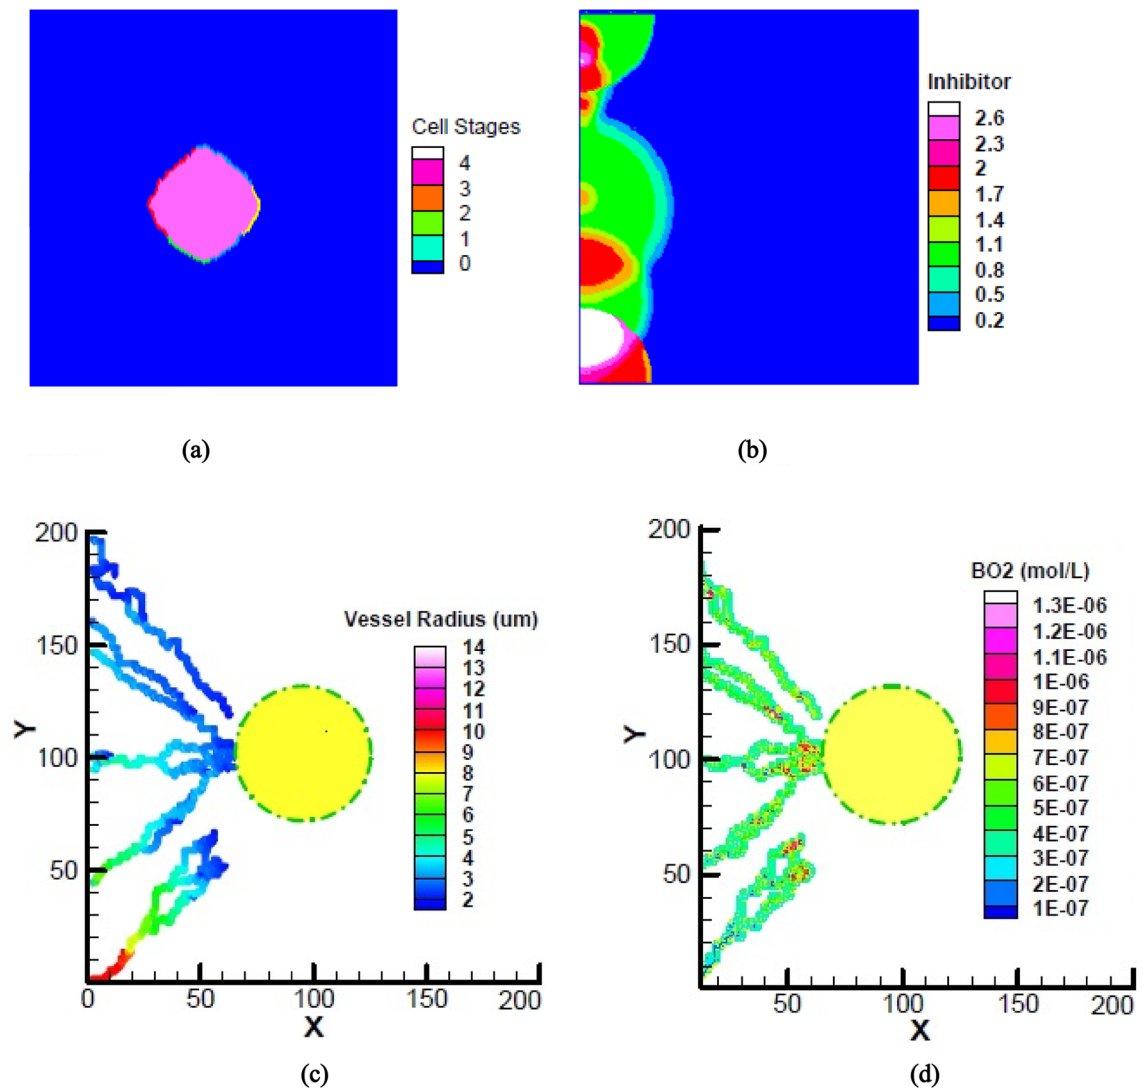 Cell Stages
4
3
2
1
0
(a)
Inhibitor
2.6
2.3
2
1.7
1.4
1.1
0.8
0.5
0.2
(b)
200
150
100
50
Y
0
50
100
150
200
X
Vessel Radius (um)
14
13
12
11
10
9
8
7
6
5
4
3
2
(c)
200
150
100
50
Y
50
100
150
200
X
BO2 (mol/L)
1.3E-06
1.2E-06
1.1E-06
1E-06
9E-07
8E-07
7E-07
6E-07
5E-07
4E-07
3E-07
2E-07
1E-07
(d)